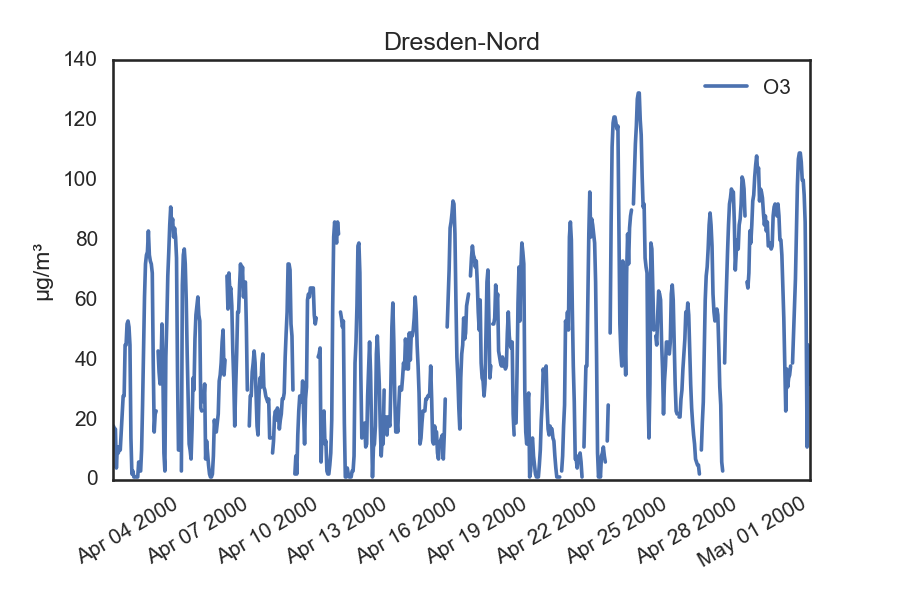 Dresden-Nord
140
120
100
80
60
40
20
0
µg/m³
O3
Apr 04 2000
Apr 07 2000
Apr 10 2000
Apr 13 2000
Apr 16 2000
Apr 19 2000
Apr 22 2000
Apr 25 2000
Apr 28 2000
May 01 2000